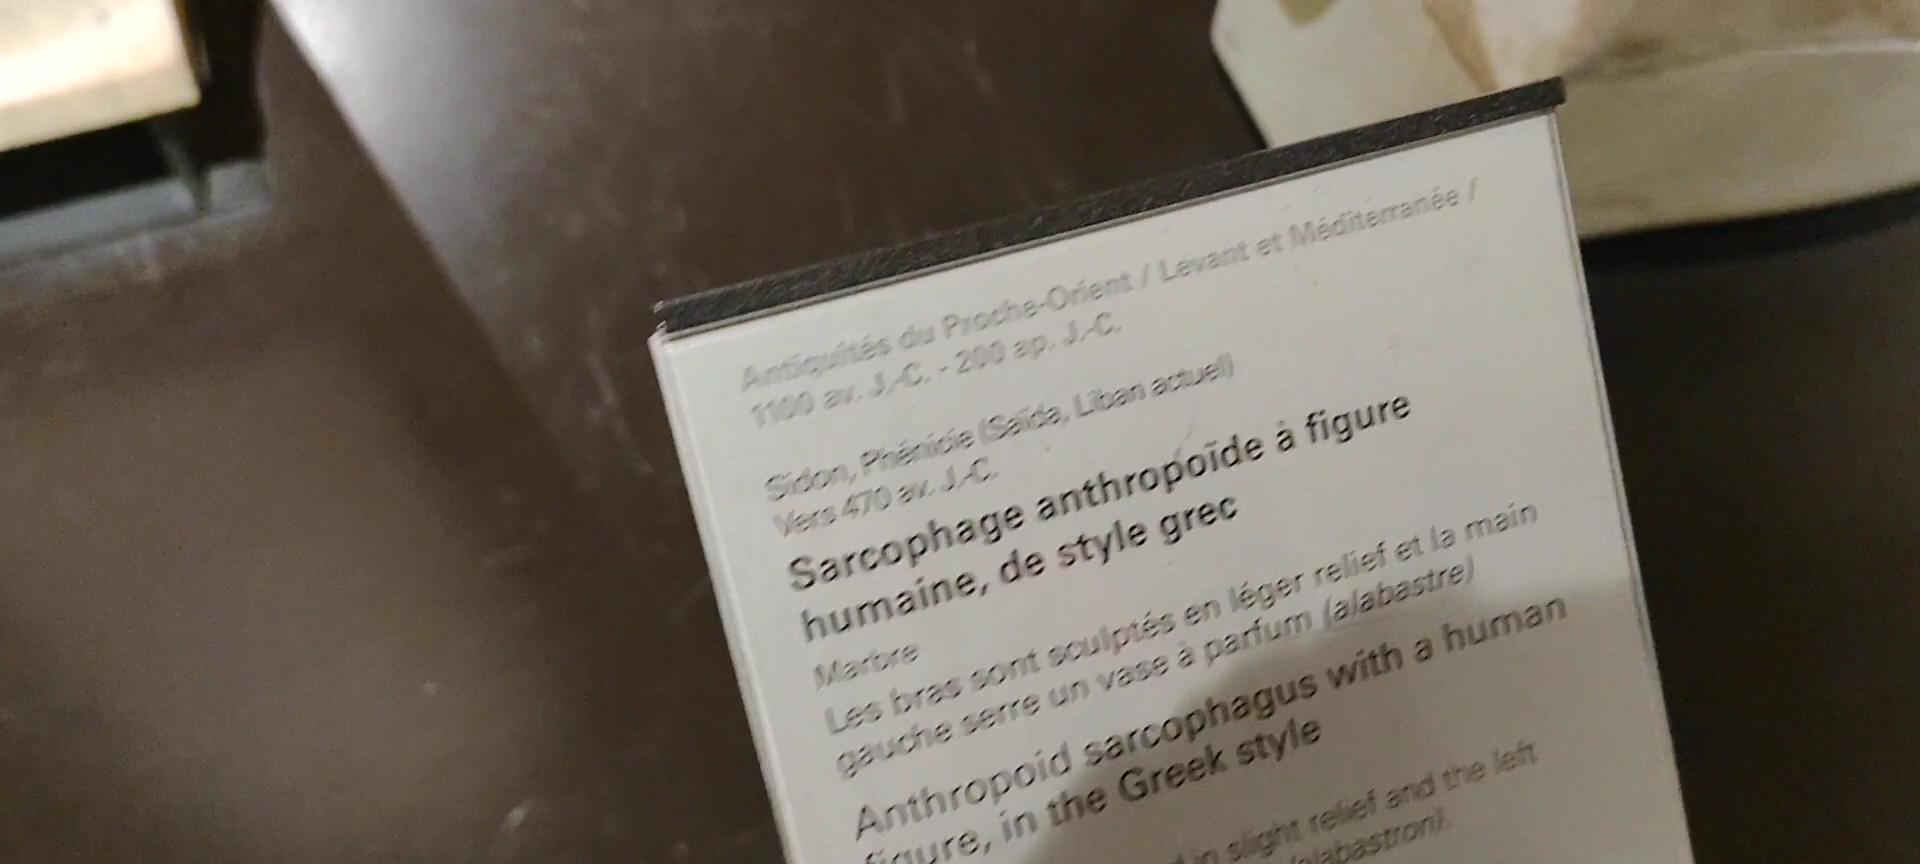 Antiquités du Proche-Orient / Levant et Méditerranée /
1100 av. J.-C. - 200 ap. J.-C.
Sidon, Phénicie (Saïda, Liban actuel)
Vers 470 av. J.-C.
Sarcophage anthropoïde à figure
humaine, de style grec
Marbre
Les bras sont sculptés en léger relief et la main
gauche serre un vase à parfum (alabastre)
Anthropoid sarcophagus with a human
figure, in the Greek style
in slight relief and the left
(alabastron).